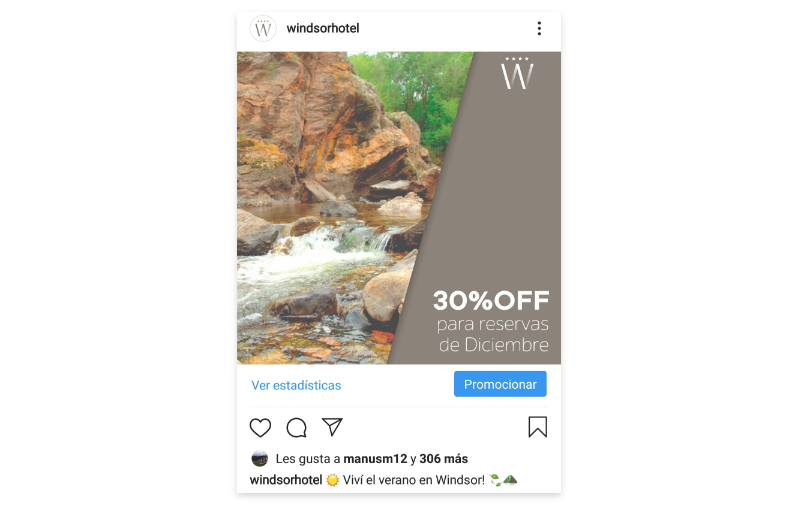 W
windsorhotel
W
30%OFF
para reservas
de Diciembre
Ver estadísticas
Promocionar
Les gusta a manusm12 y 306 más
windsorhotel ☀️ Viví el verano en Windsor! 🍃⛰️